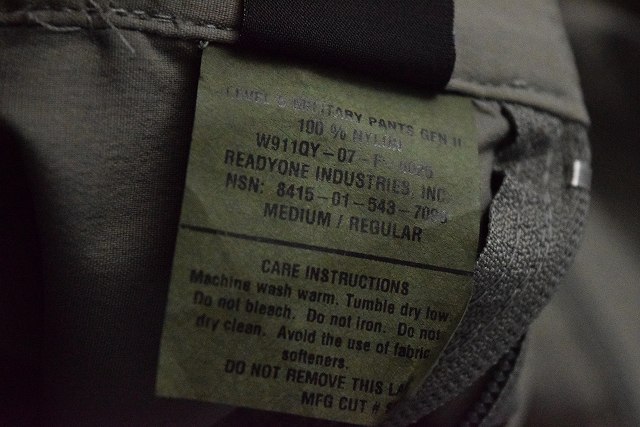 LEVEL 5 MILITARY PANTS GEN II
100 % NYLON
W911QY-07-
READYONE INDUSTRIES, INC.
NSN: 8415-01-543-
MEDIUM / REGULAR
CARE INSTRUCTIONS
Machine wash warm. Tumble dry low.
Do not bleach. Do not iron. Do not
dry clean. Avoid the use of fabric
softeners.
DO NOT REMOVE THIS
MFG CUT #